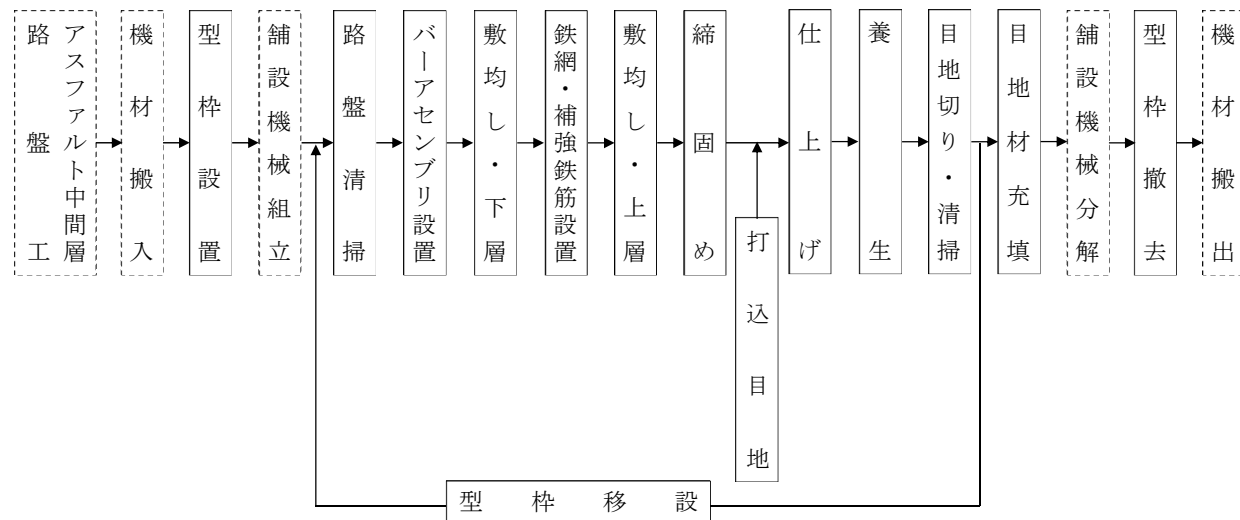 路盤工
アスファルト中間層
機材搬入
型枠設置
舗設機械組立
路盤清掃
バーアセンブリ設置
敷均し・下層
鉄網・補強鉄筋設置
敷均し・上層
締固め
打込目地
仕上げ
養生
目地切り・清掃
目地材充填
舗設機械分解
型枠撤去
機材搬出
型枠移設